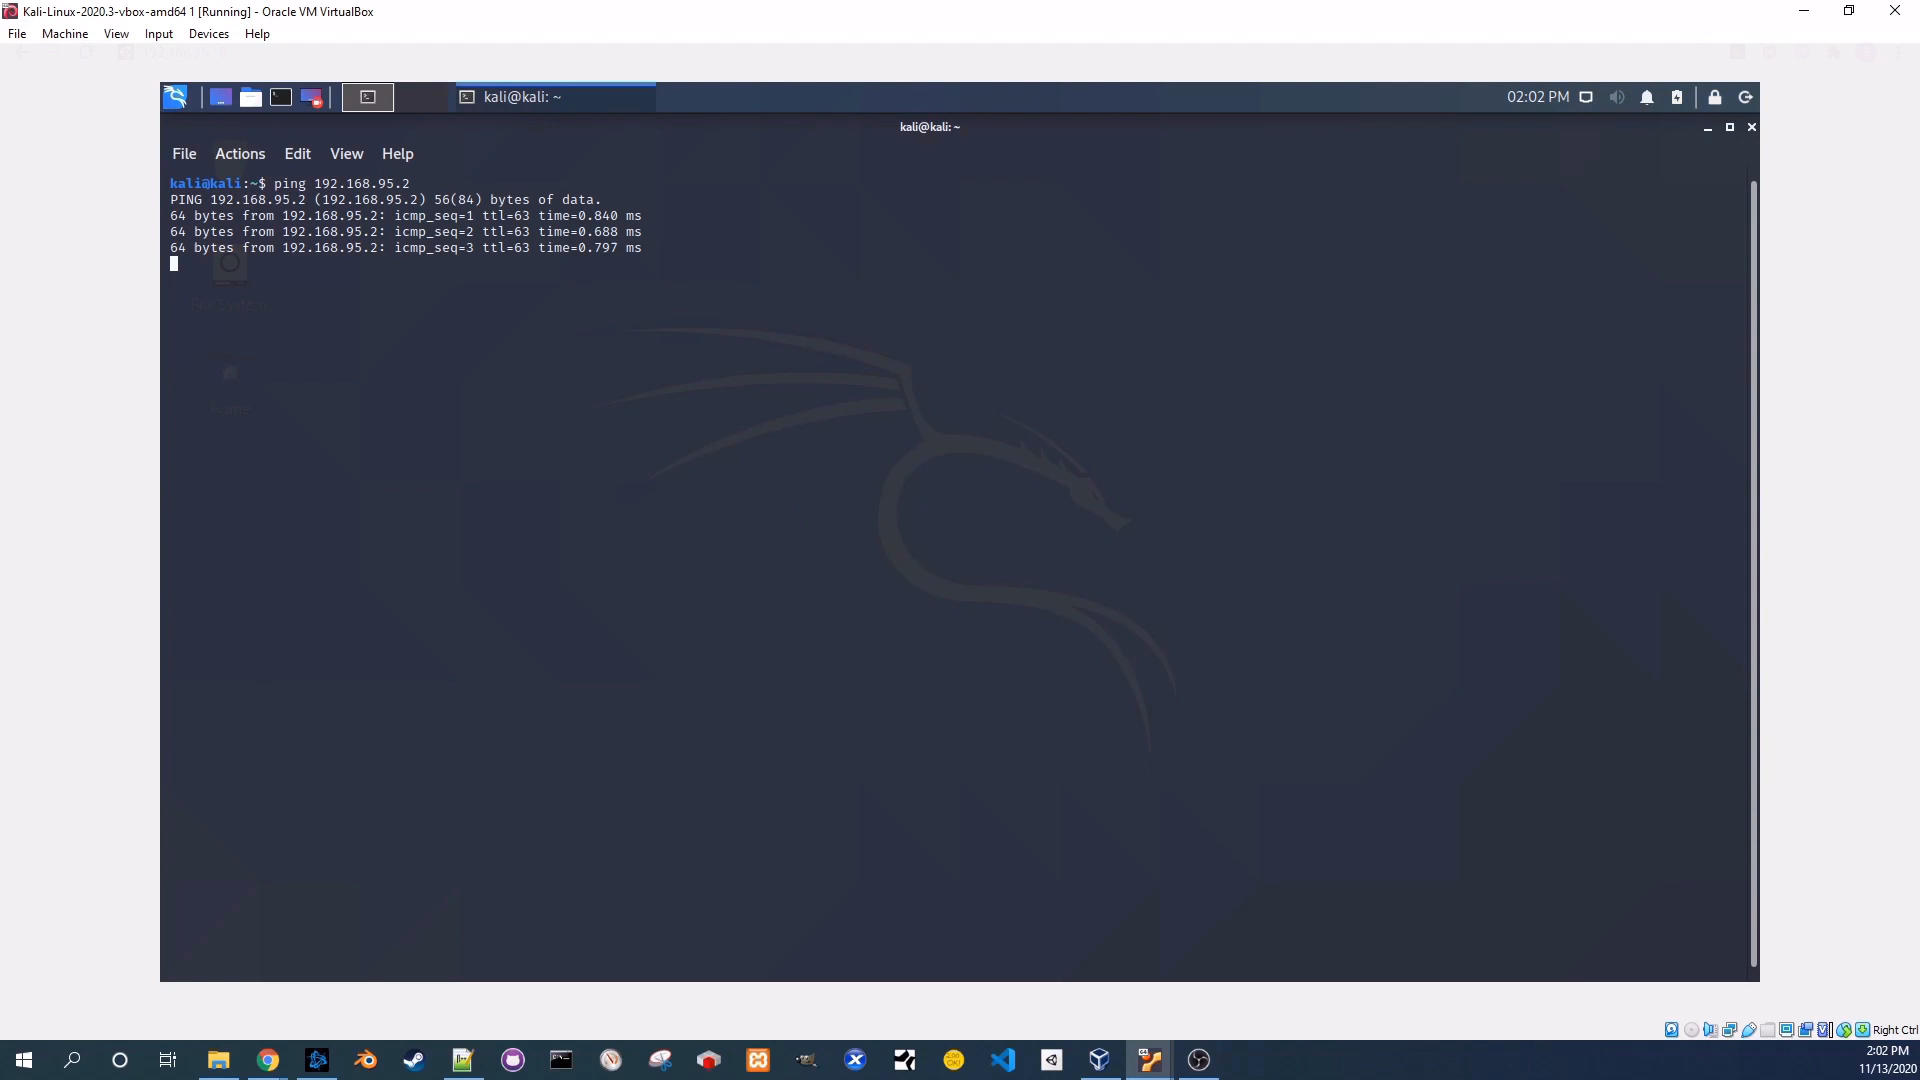 Kali-Linux-2020.3-vbox-amd64 1 [Running] - Oracle VM VirtualBox
File Machine View Input Devices Help
kali@kali: ~
02:02 PM
kali@kali: ~
File Actions Edit View Help
kali@kali:~$ ping 192.168.95.2
PING 192.168.95.2 (192.168.95.2) 56(84) bytes of data.
64 bytes from 192.168.95.2: icmp_seq=1 ttl=63 time=0.840 ms
64 bytes from 192.168.95.2: icmp_seq=2 ttl=63 time=0.688 ms
64 bytes from 192.168.95.2: icmp_seq=3 ttl=63 time=0.797 ms
File System
Home
Right Ctrl
2:02 PM
11/13/2020